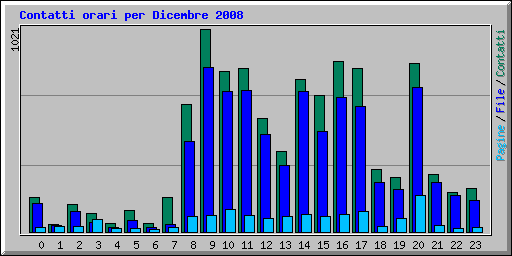 Contatti orari per Dicembre 2008
1021
Pagine / File / Contatti
0 1 2 3 4 5 6 7 8 9 10 11 12 13 14 15 16 17 18 19 20 21 22 23